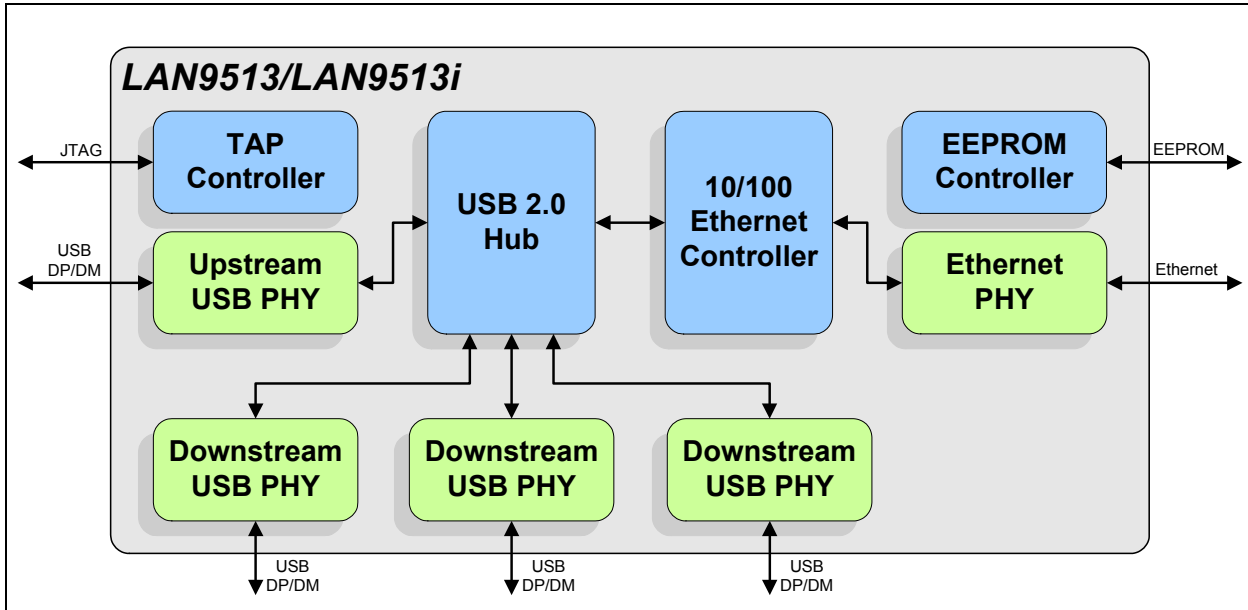 LAN9513/LAN9513i
JTAG
TAP
Controller
USB 2.0
Hub
10/100
Ethernet
Controller
EEPROM
Controller
EEPROM
USB
DP/DM
Upstream
USB PHY
Ethernet
PHY
Ethernet
Downstream
USB PHY
Downstream
USB PHY
Downstream
USB PHY
USB
DP/DM
USB
DP/DM
USB
DP/DM